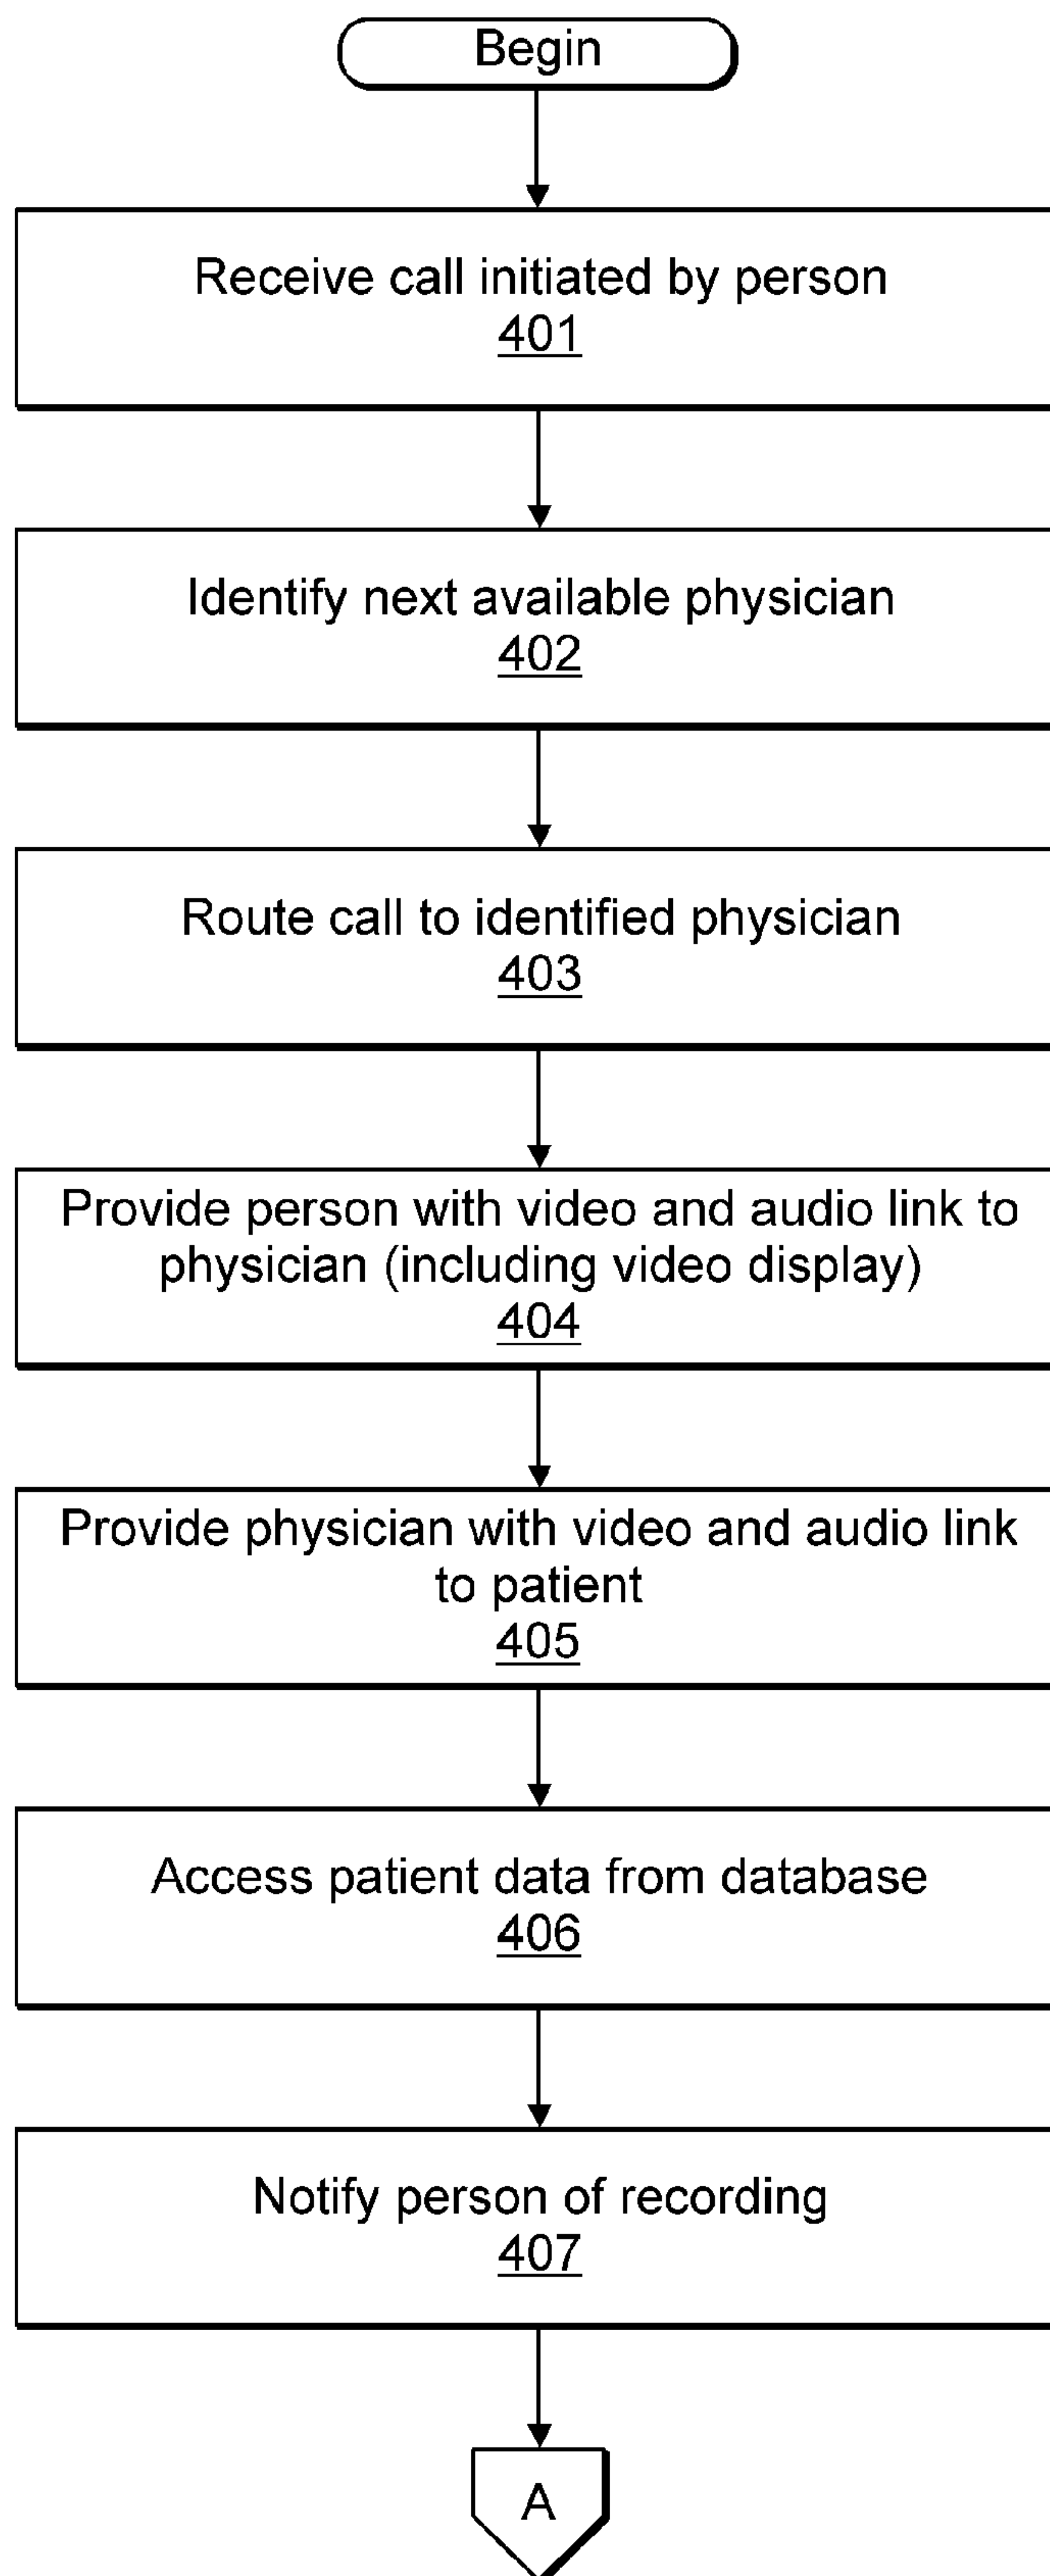 Begin
Receive call initiated by person
401
Identify next available physician
402
Route call to identified physician
403
Provide person with video and audio link to
physician (including video display)
404
Provide physician with video and audio link
to patient
405
Access patient data from database
406
Notify person of recording
407
A